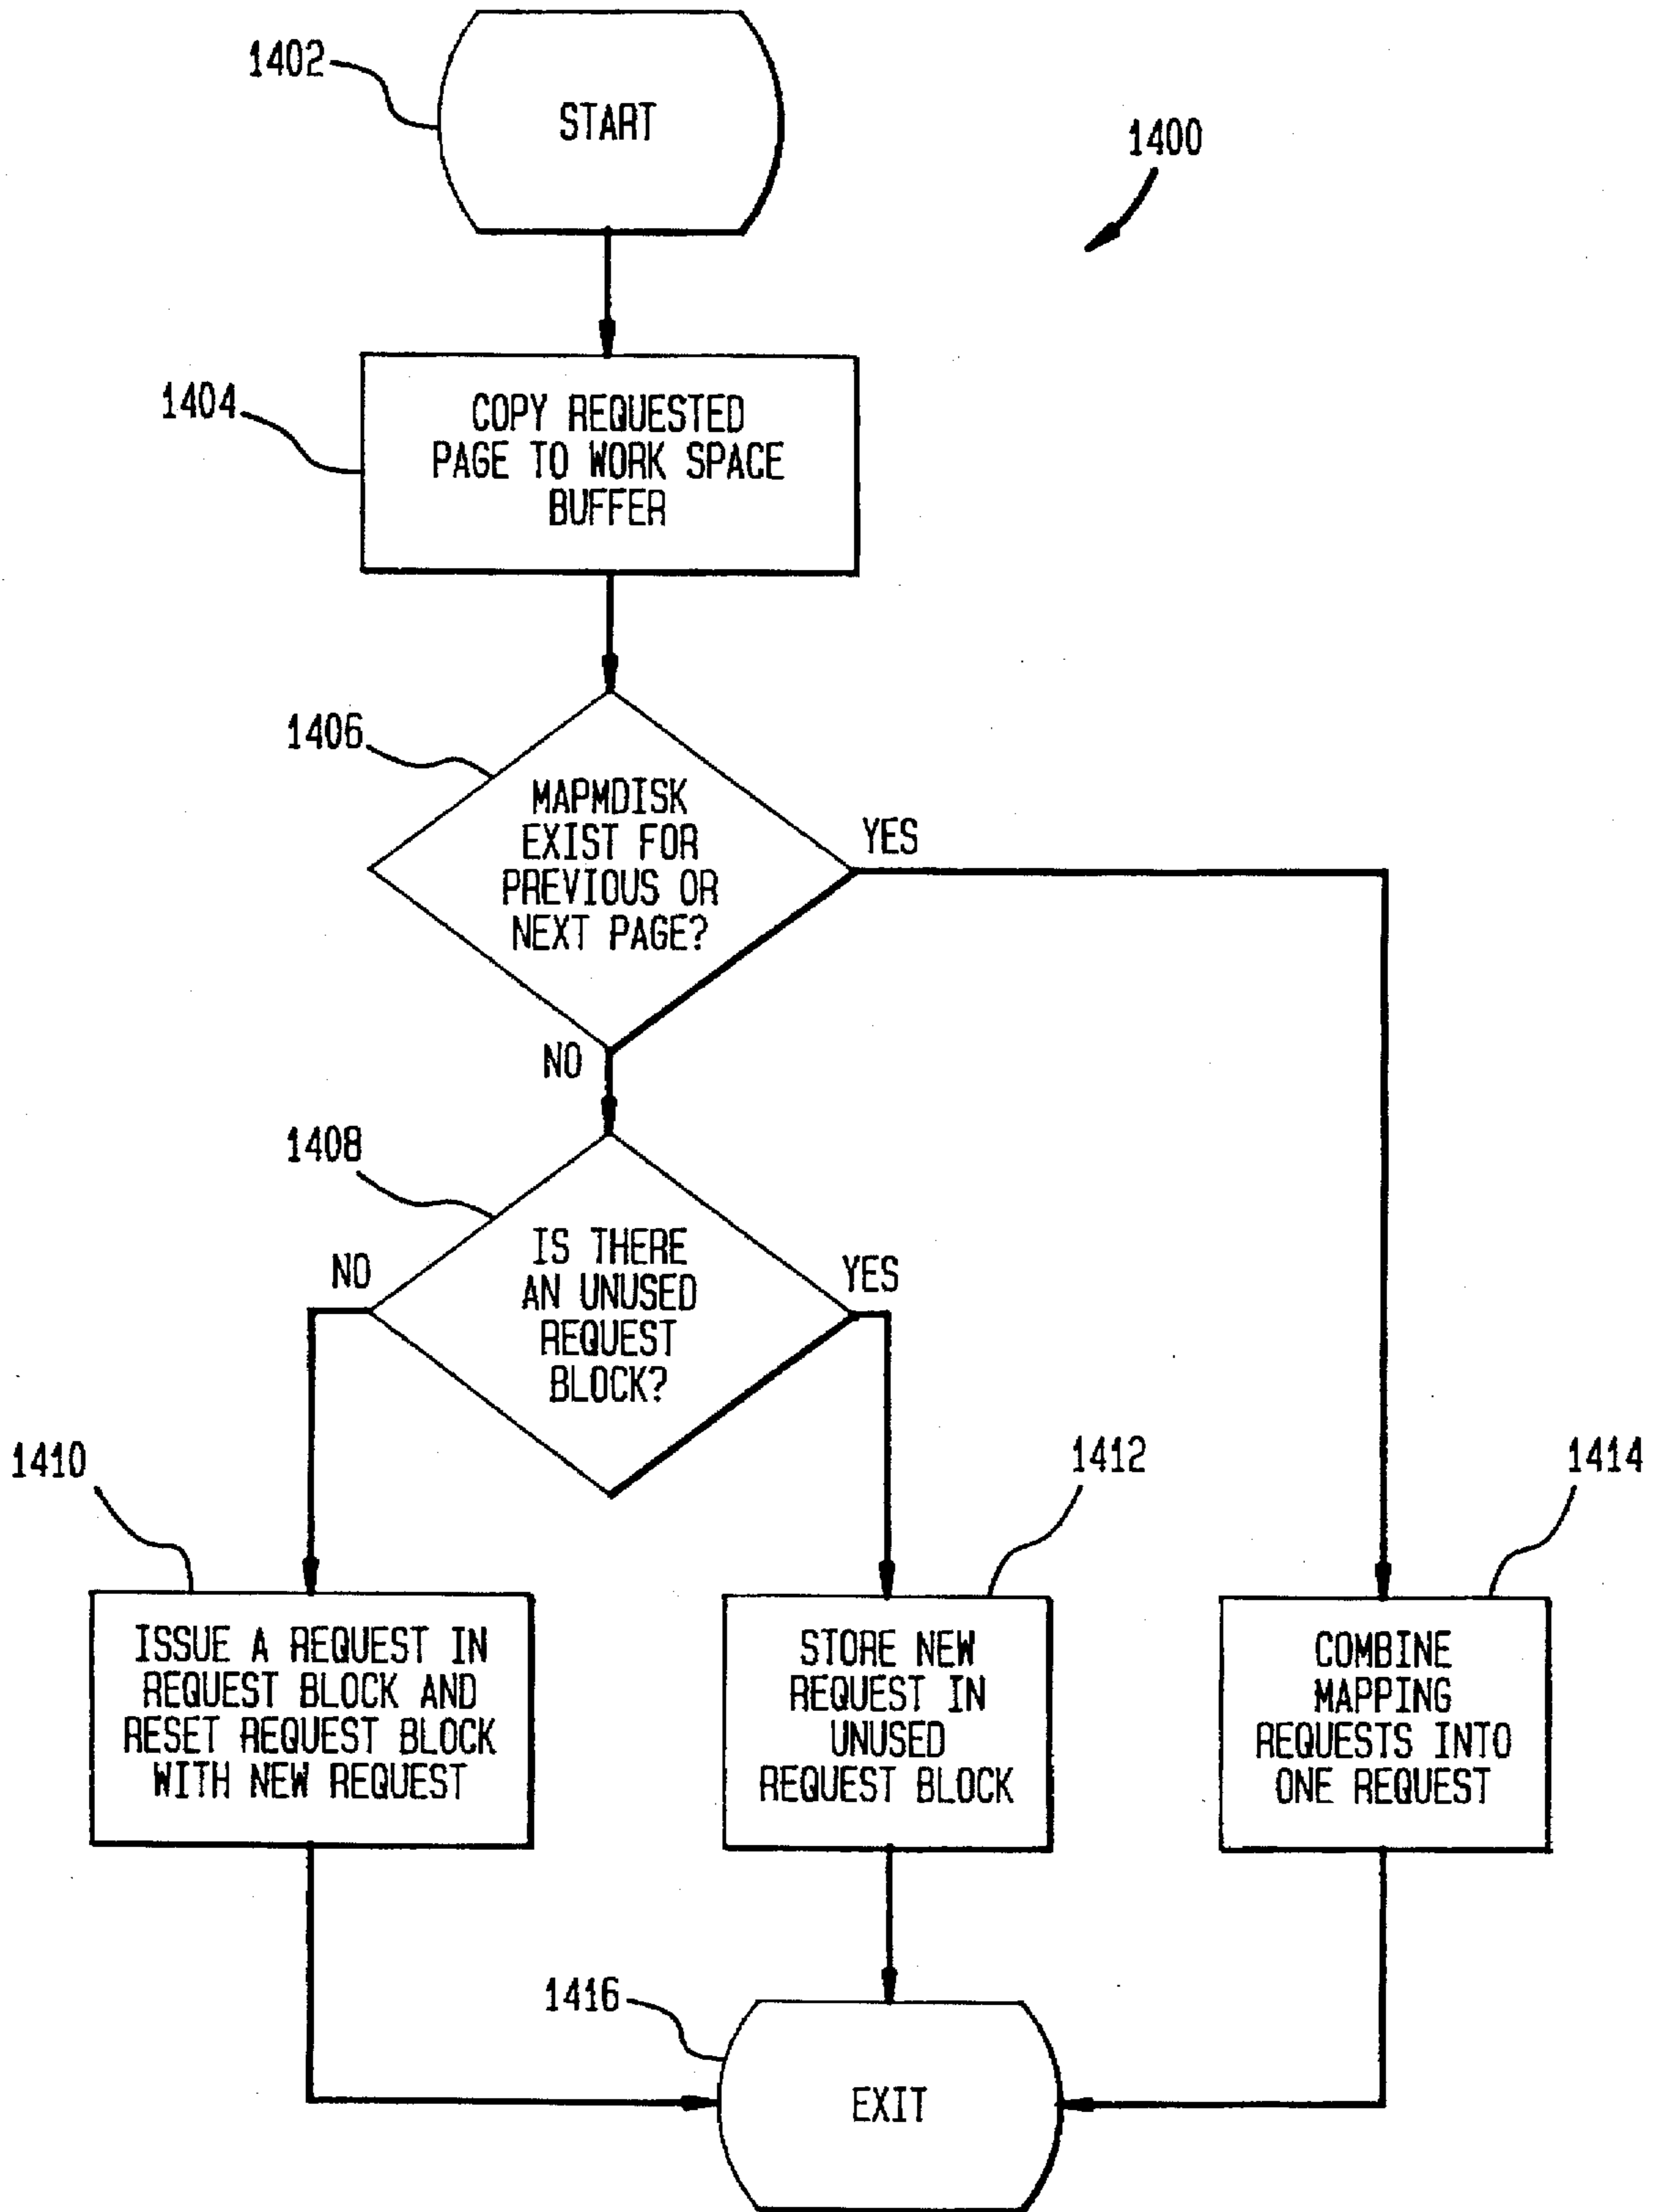 1402
START
1400
1404
COPY REQUESTED
PAGE TO WORK SPACE
BUFFER
1406
MAPMDISK
EXIST FOR
PREVIOUS OR
NEXT PAGE?
YES
NO
1408
IS THERE
AN UNUSED
REQUEST
BLOCK?
NO
YES
1410
ISSUE A REQUEST IN
REQUEST BLOCK AND
RESET REQUEST BLOCK
WITH NEW REQUEST
1412
STORE NEW
REQUEST IN
UNUSED
REQUEST BLOCK
1414
COMBINE
MAPPING
REQUESTS INTO
ONE REQUEST
1416
EXIT